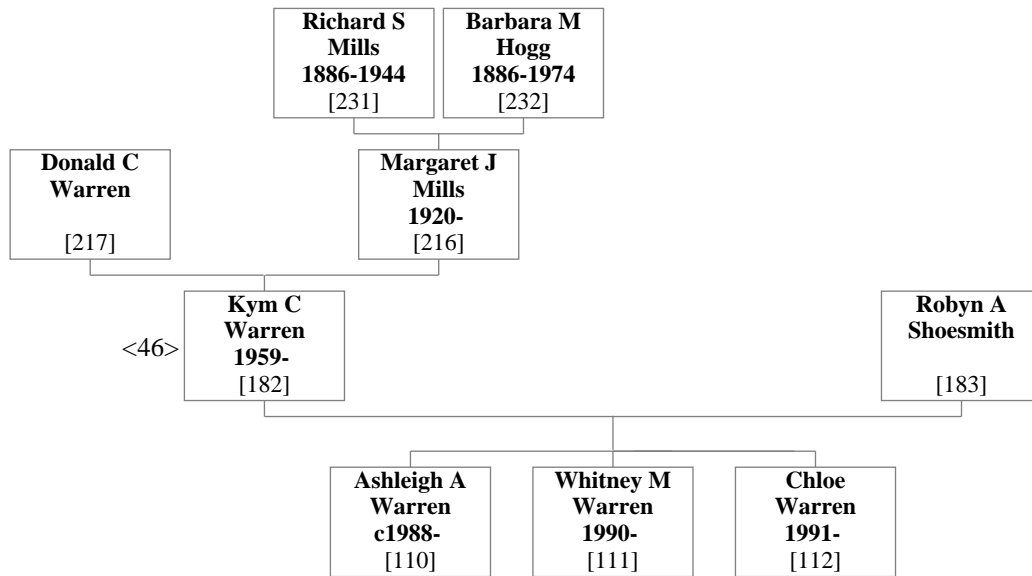 Richard S
Mills
1886-1944
[231]
Barbara M
Hogg
1886-1974
[232]
Donald C
Warren
[217]
Margaret J
Mills
1920-
[216]
<46>
Kym C
Warren
1959-
[182]
Robyn A
Shoesmith
[183]
Ashleigh A
Warren
c1988-
[110]
Whitney M
Warren
1990-
[111]
Chloe
Warren
1991-
[112]